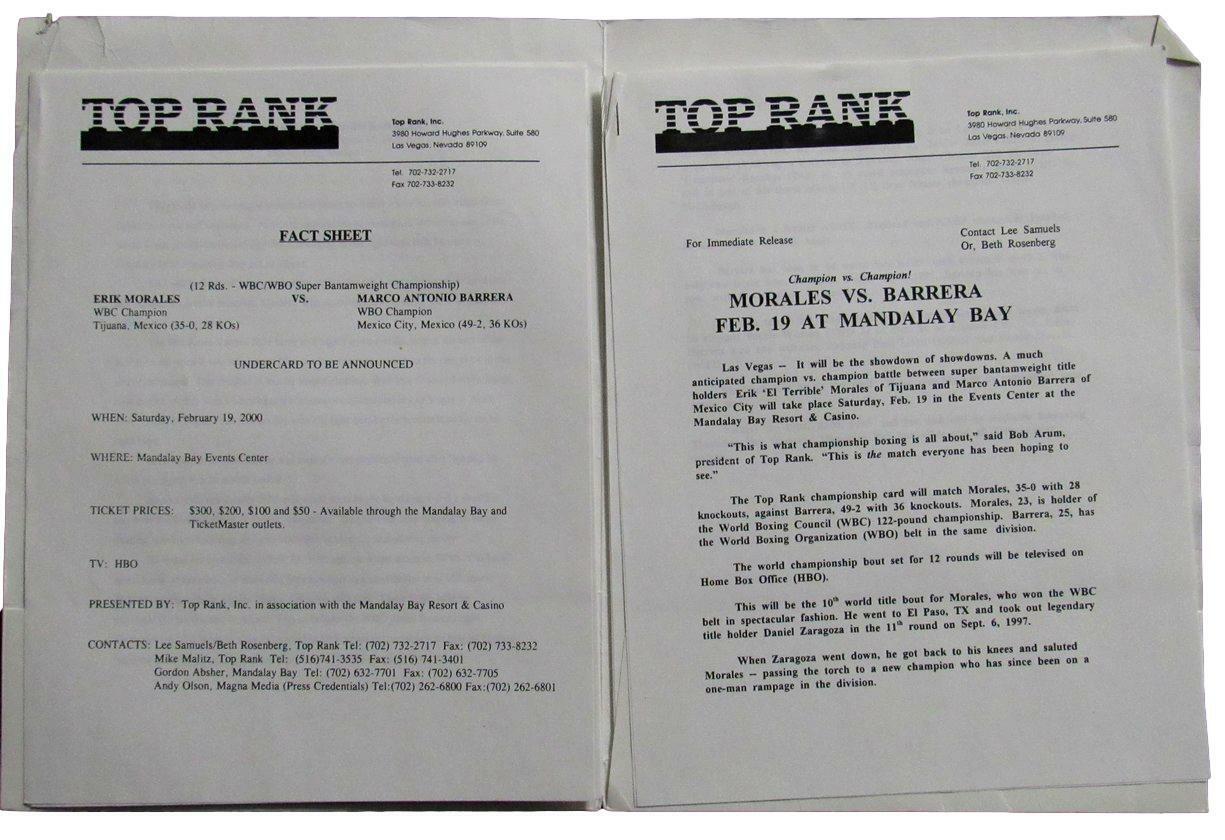 TOP RANK
Top Rank, Inc.
3980 Howard Hughes Parkway, Suite 580
Las Vegas, Nevada 89109
Tel. 702-732-2717
Fax 702-733-8232
FACT SHEET
(12 Rds. - WBC/WBO Super Bantamweight Championship)
ERIK MORALES VS. MARCO ANTONIO BARRERA
WBC Champion WBO Champion
Tijuana, Mexico (35-0, 28 KOs) Mexico City, Mexico (49-2, 36 KOs)
UNDERCARD TO BE ANNOUNCED
WHEN: Saturday, February 19, 2000
WHERE: Mandalay Bay Events Center
TICKET PRICES: $300, $200, $100 and $50 - Available through the Mandalay Bay and
TicketMaster outlets.
TV: HBO
PRESENTED BY: Top Rank, Inc. in association with the Mandalay Bay Resort & Casino
CONTACTS: Lee Samuels/Beth Rosenberg, Top Rank Tel: (702) 732-2717 Fax: (702) 733-8232
Mike Malitz, Top Rank Tel: (516)741-3535 Fax: (516) 741-3401
Gordon Absher, Mandalay Bay Tel: (702) 632-7701 Fax: (702) 632-7705
Andy Olson, Magna Media (Press Credentials) Tel:(702) 262-6800 Fax:(702) 262-6801
TOP RANK
Top Rank, Inc.
3980 Howard Hughes Parkway, Suite 580
Las Vegas, Nevada 89109
Tel. 702-732-2717
Fax 702-733-8232
For Immediate Release
Contact Lee Samuels
Or, Beth Rosenberg
Champion vs. Champion!
MORALES VS. BARRERA
FEB. 19 AT MANDALAY BAY
Las Vegas -- It will be the showdown of showdowns. A much
anticipated champion vs. champion battle between super bantamweight title
holders Erik ‘El Terrible’ Morales of Tijuana and Marco Antonio Barrera of
Mexico City will take place Saturday, Feb. 19 in the Events Center at the
Mandalay Bay Resort & Casino.
“This is what championship boxing is all about,” said Bob Arum,
president of Top Rank. “This is the match everyone has been hoping to
see.”
The Top Rank championship card will match Morales, 35-0 with 28
knockouts, against Barrera, 49-2 with 36 knockouts. Morales, 23, is holder of
the World Boxing Council (WBC) 122-pound championship. Barrera, 25, has
the World Boxing Organization (WBO) belt in the same division.
The world championship bout set for 12 rounds will be televised on
Home Box Office (HBO).
This will be the 10th world title bout for Morales, who won the WBC
belt in spectacular fashion. He went to El Paso, TX and took out legendary
title holder Daniel Zaragoza in the 11th round on Sept. 6, 1997.
When Zaragoza went down, he got back to his knees and saluted
Morales -- passing the torch to a new champion who has since been on a
one-man rampage in the division.